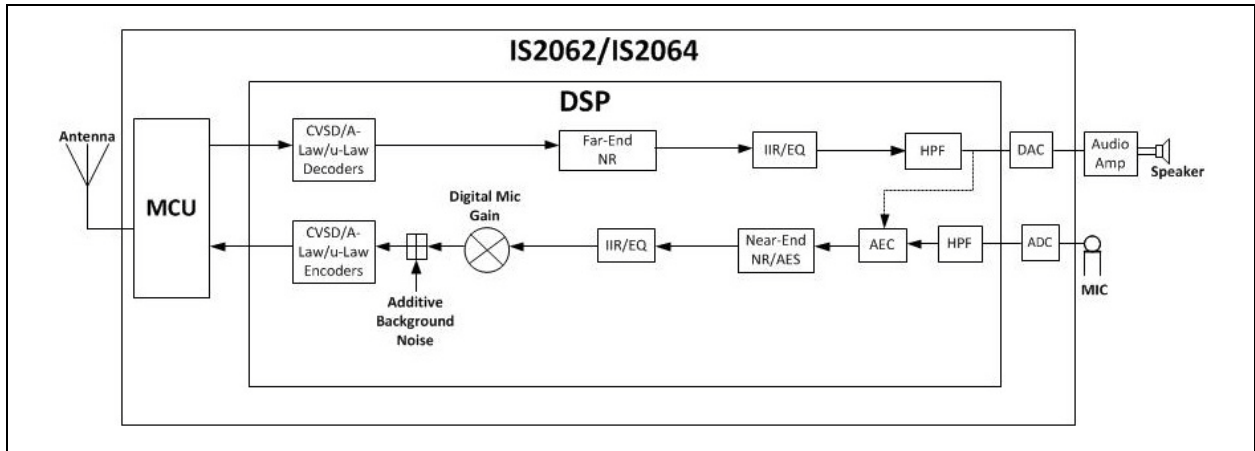 IS2062/IS2064
DSP
Antenna
MCU
CVSD/A-
Law/u-Law
Decoders
Far-End
NR
IIR/EQ
HPF
DAC
Audio
Amp
Speaker
CVSD/A-
Law/u-Law
Encoders
Additive
Background
Noise
Digital Mic
Gain
IIR/EQ
Near-End
NR/AES
AEC
HPF
ADC
MIC